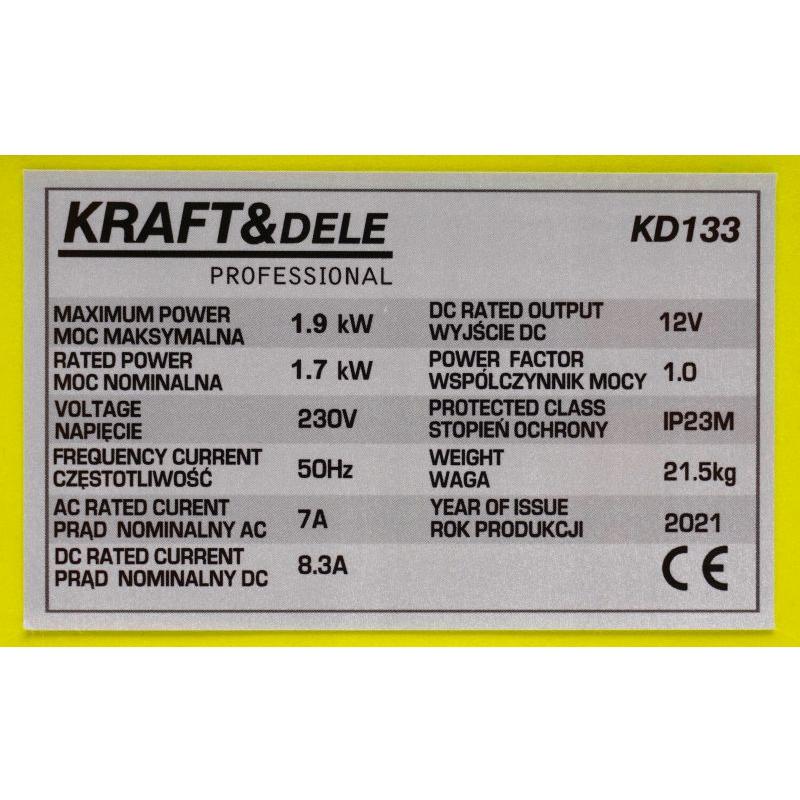 KRAFT&DELE
PROFESSIONAL
KD133
MAXIMUM POWER
MOC MAKSYMALNA
1.9 kW
RATED POWER
MOC NOMINALNA
1.7 kW
VOLTAGE
NAPIĘCIE
230V
FREQUENCY CURRENT
CZĘSTOTLIWOŚĆ
50Hz
AC RATED CURENT
PRĄD NOMINALNY AC
7A
DC RATED CURRENT
PRĄD NOMINALNY DC
8.3A
DC RATED OUTPUT
WYJŚCIE DC
12V
POWER FACTOR
WSPÓLCZYNNIK MOCY
1.0
PROTECTED CLASS
STOPIEŃ OCHRONY
IP23M
WEIGHT
WAGA
21.5kg
YEAR OF ISSUE
ROK PRODUKCJI
2021
CE